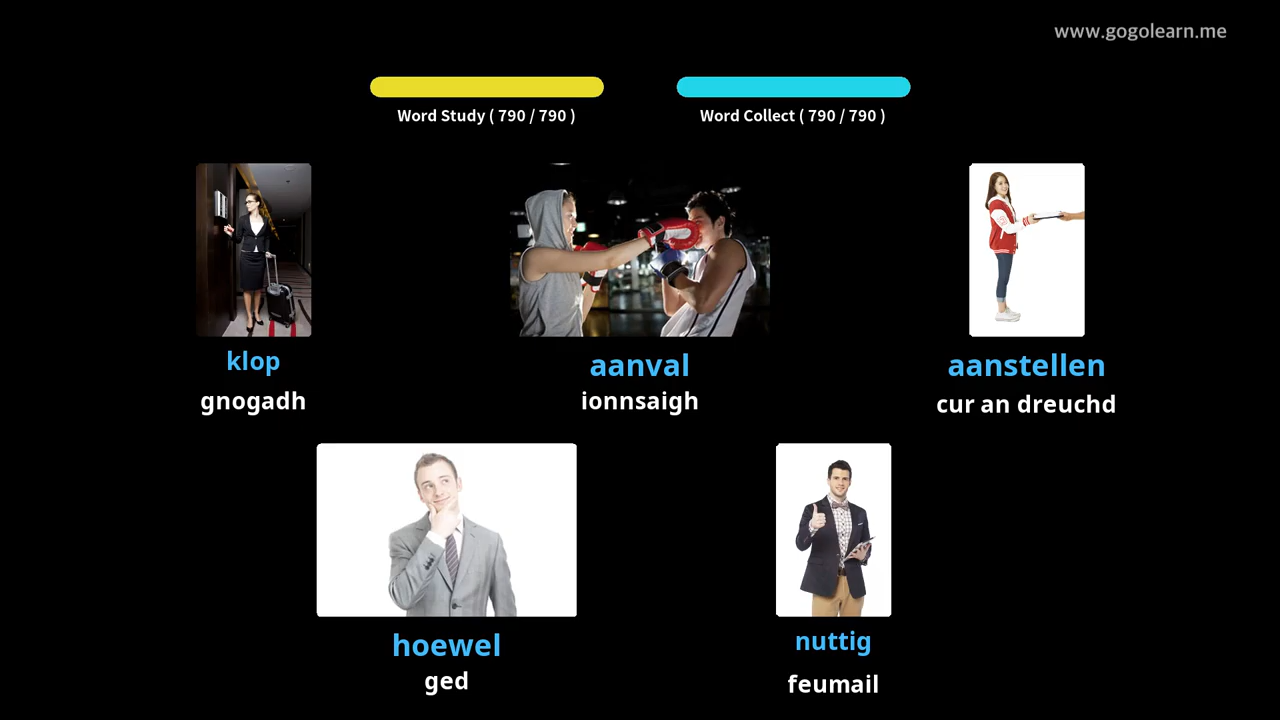 www.gogolearn.me
Word Study ( 790 / 790 )
Word Collect ( 790 / 790 )
klop
gnogadh
aanval
ionnsaigh
aanstellen
cur an dreuchd
hoewel
ged
nuttig
feumail